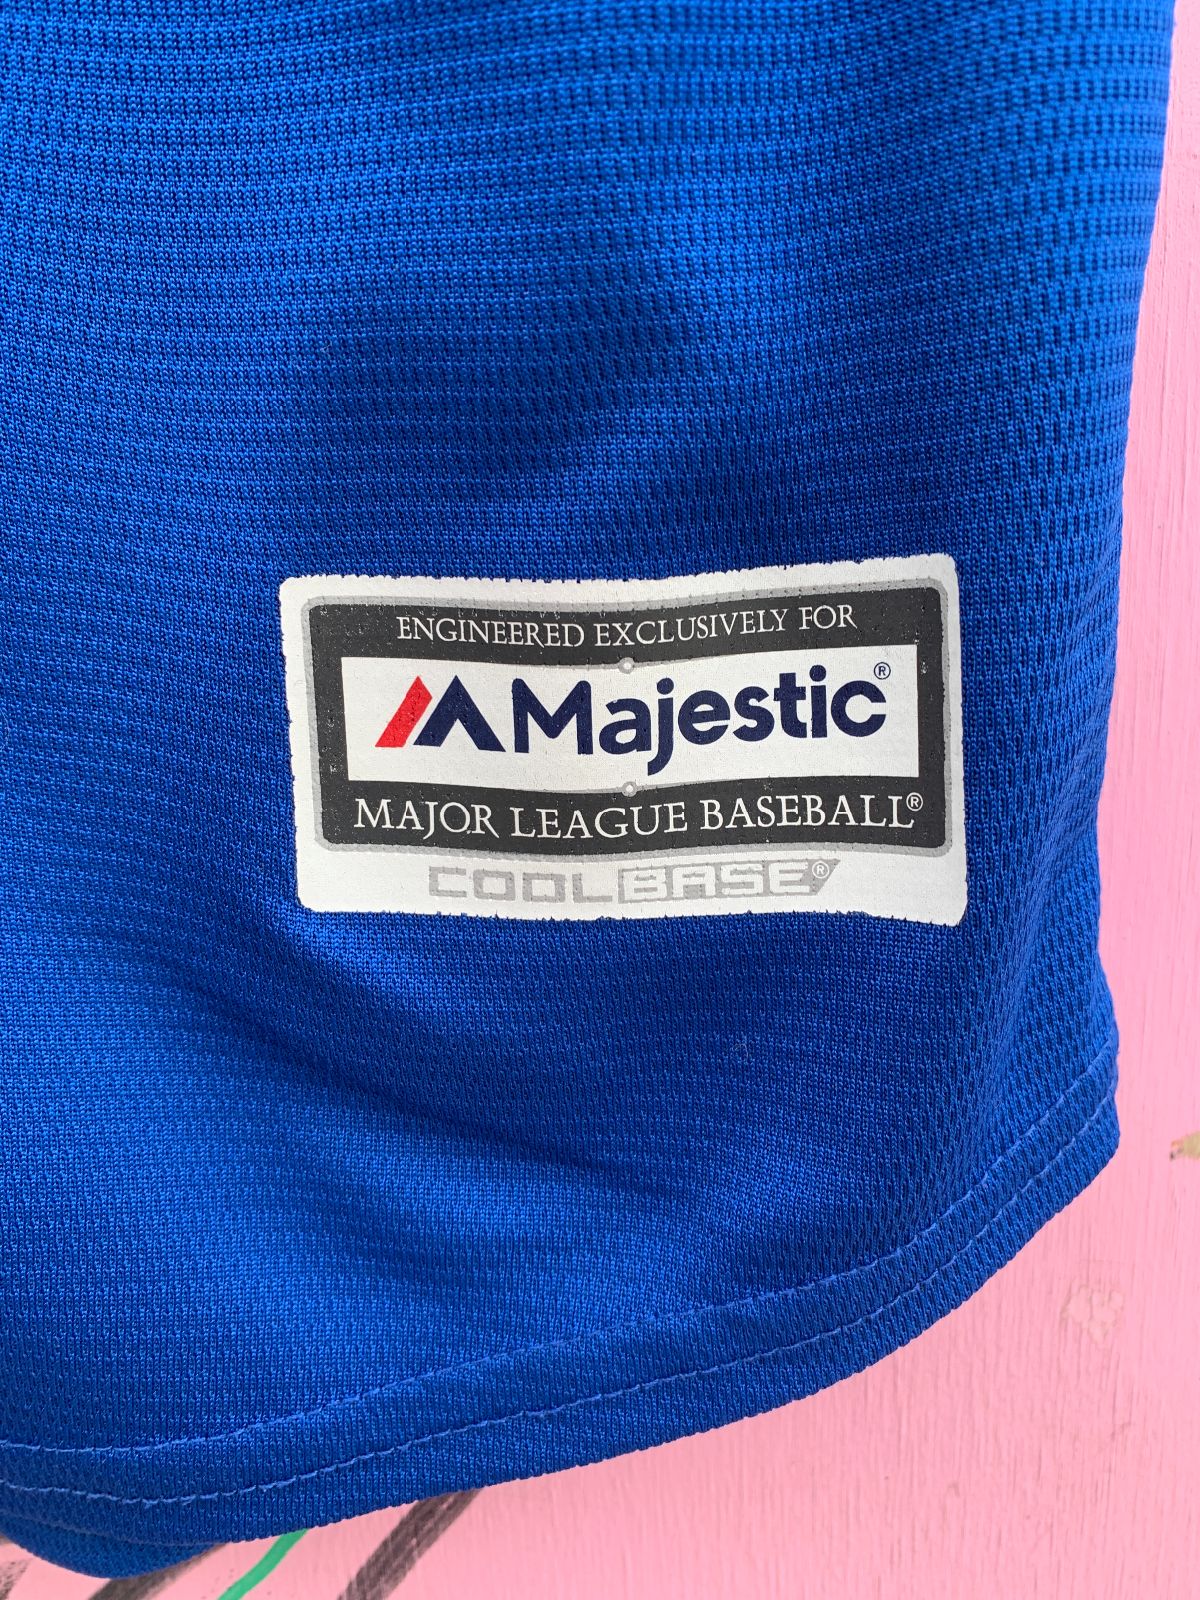 ENGINEERED EXCLUSIVELY FOR
Majestic®
MAJOR LEAGUE BASEBALL®
COOLBASE®